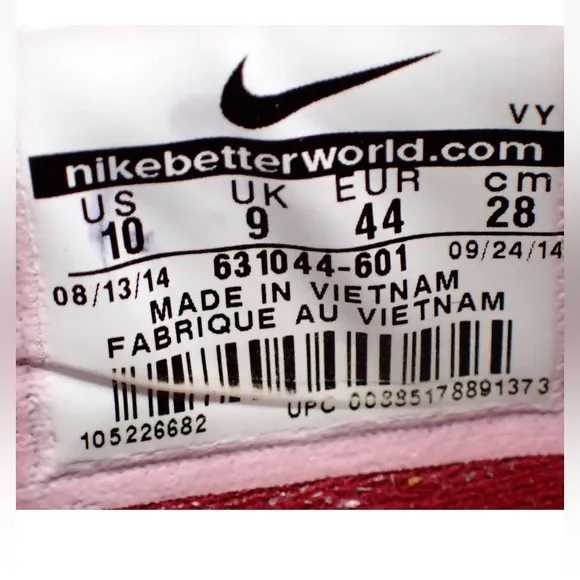 VY
nikebetterworld.com
US UK EUR cm
10 9 44 28
08/13/14 631044-601 09/24/14
MADE IN VIETNAM
FABRIQUE AU VIETNAM
UPC 00385178891373
105226682